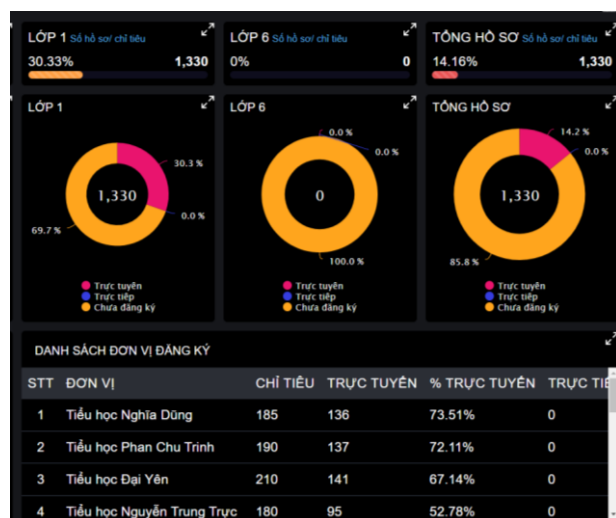 LỚP 1 Số hồ sơ/ chỉ tiêu
30.33% 1,330
LỚP 6 Số hồ sơ/ chỉ tiêu
0% 0
TỔNG HỒ SƠ Số hồ sơ/ chỉ tiêu
14.16% 1,330
LỚP 1
30.3 %
0.0 %
69.7 %
1,330
Trực tuyến
Trực tiếp
Chưa đăng ký
LỚP 6
0.0 %
0.0 %
100.0 %
0
Trực tuyến
Trực tiếp
Chưa đăng ký
TỔNG HỒ SƠ
14.2 %
0.0 %
85.8 %
1,330
Trực tuyến
Trực tiếp
Chưa đăng ký
DANH SÁCH ĐƠN VỊ ĐĂNG KÝ
STT ĐƠN VỊ CHỈ TIÊU TRỰC TUYẾN % TRỰC TUYẾN TRỰC TIẾ
1 Tiểu học Nghĩa Dũng 185 136 73.51% 0
2 Tiểu học Phan Chu Trinh 190 137 72.11% 0
3 Tiểu học Đại Yên 210 141 67.14% 0
4 Tiểu học Nguyễn Trung Trực 180 95 52.78% 0